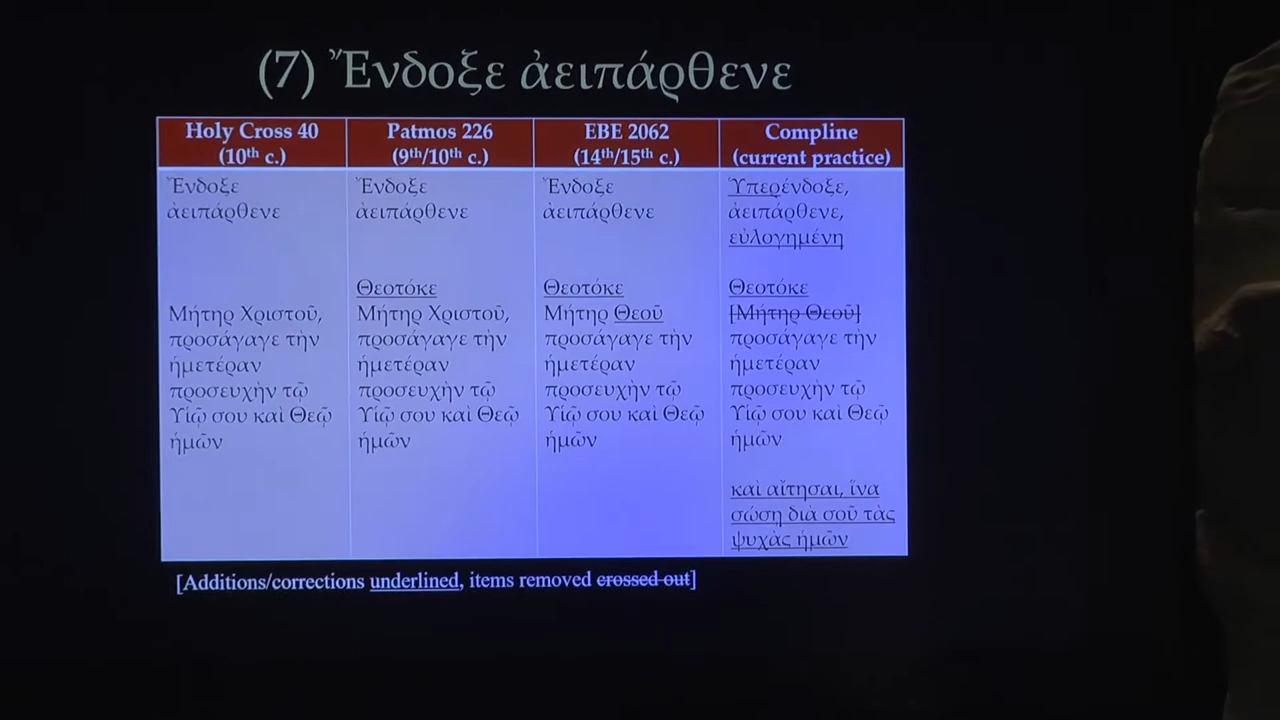 (7) Ἔνδοξε ἀειπάρθενε
Holy Cross 40
(10th c.)
Patmos 226
(9th/10th c.)
EBE 2062
(14th/15th c.)
Compline
(current practice)
Ἔνδοξε
ἀειπάρθενε
Μήτηρ Χριστοῦ,
προσάγαγε τὴν
ἡμετέραν
προσευχὴν τῷ
Υἱῷ σου καὶ Θεῷ
ἡμῶν
Ἔνδοξε
ἀειπάρθενε
Θεοτόκε
Μήτηρ Χριστοῦ,
προσάγαγε τὴν
ἡμετέραν
προσευχὴν τῷ
Υἱῷ σου καὶ Θεῷ
ἡμῶν
Ἔνδοξε
ἀειπάρθενε
Θεοτόκε
Μήτηρ Θεοῦ
προσάγαγε τὴν
ἡμετέραν
προσευχὴν τῷ
Υἱῷ σου καὶ Θεῷ
ἡμῶν
Ὑπερένδοξε,
ἀειπάρθενε,
εὐλογημένη
Θεοτόκε
[Μήτηρ Θεοῦ]
προσάγαγε τὴν
ἡμετέραν
προσευχὴν τῷ
Υἱῷ σου καὶ Θεῷ
ἡμῶν
καὶ αἴτησαι, ἵνα
σώσῃ διὰ σοῦ τὰς
ψυχὰς ἡμῶν
[Additions/corrections underlined, items removed crossed out]